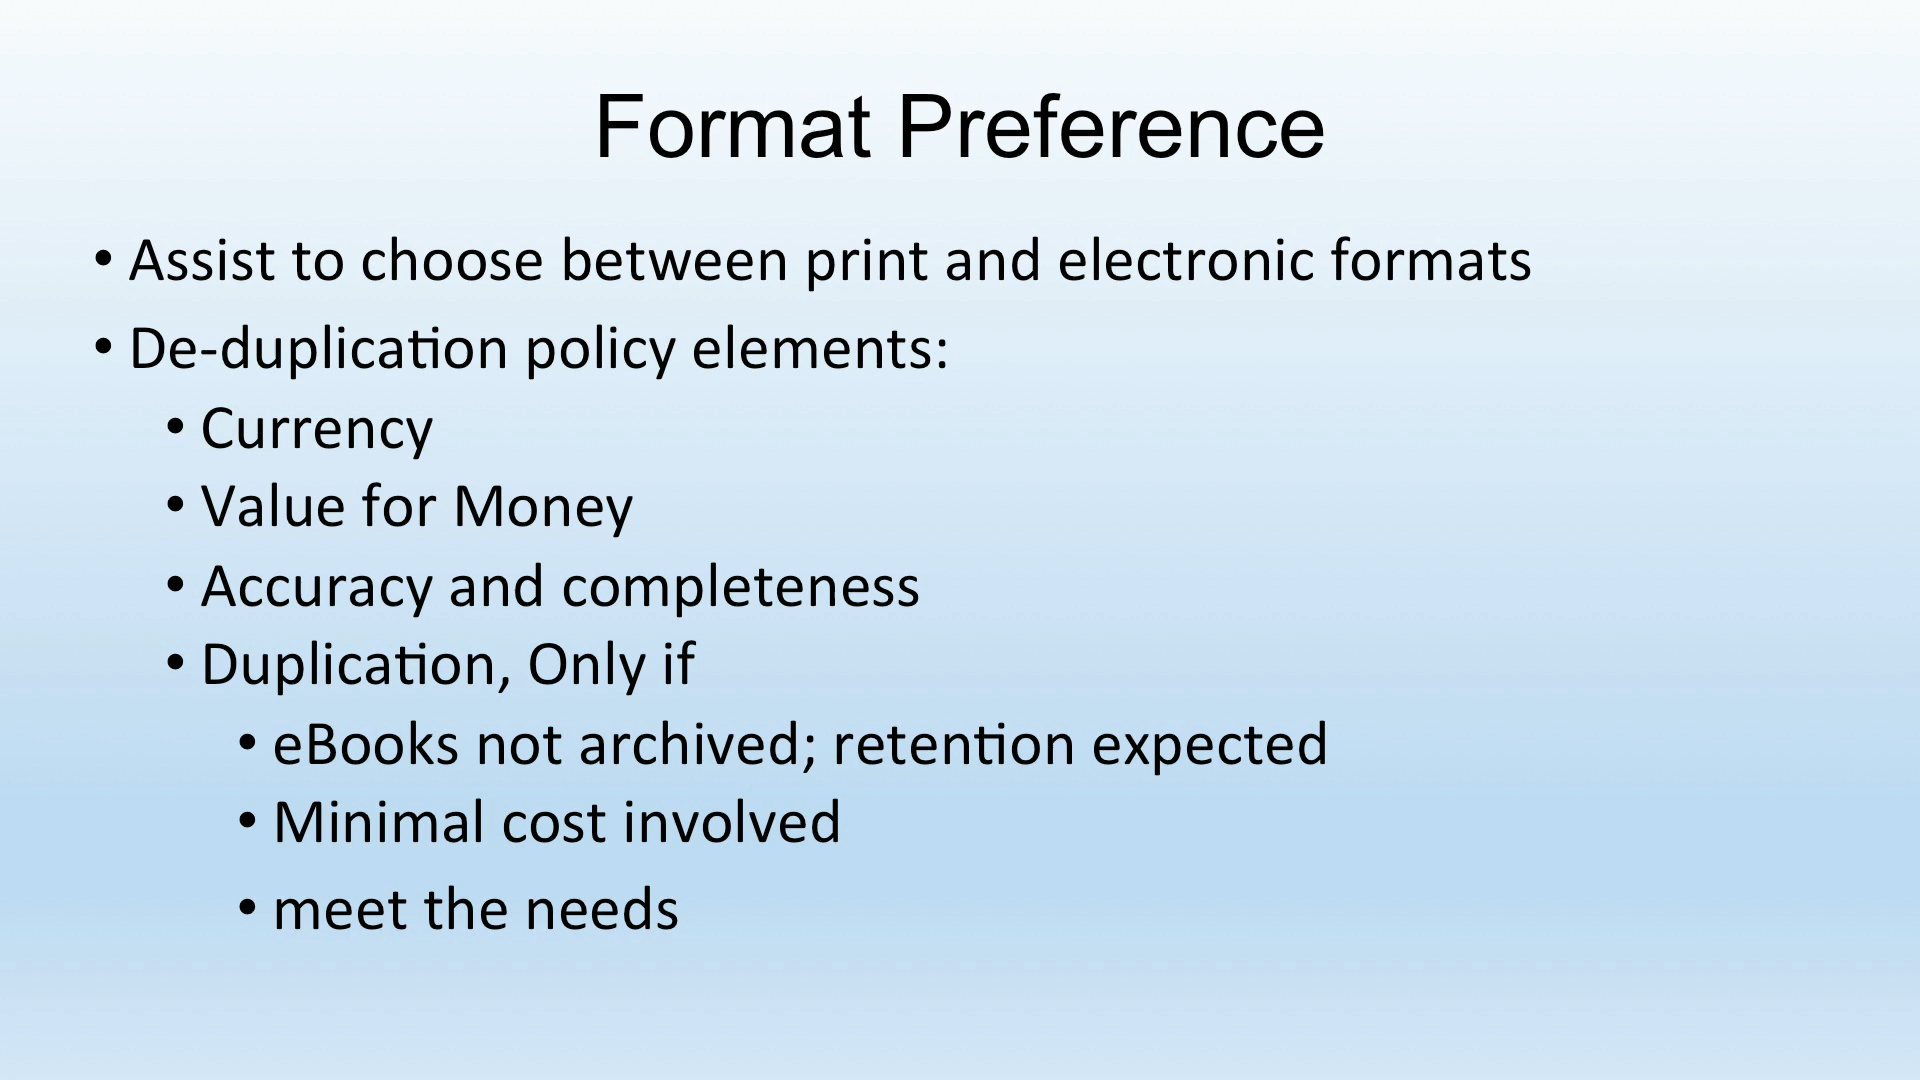 Format Preference
• Assist to choose between print and electronic formats
• De-duplication policy elements:
• Currency
• Value for Money
• Accuracy and completeness
• Duplication, Only if
• eBooks not archived; retention expected
• Minimal cost involved
• meet the needs